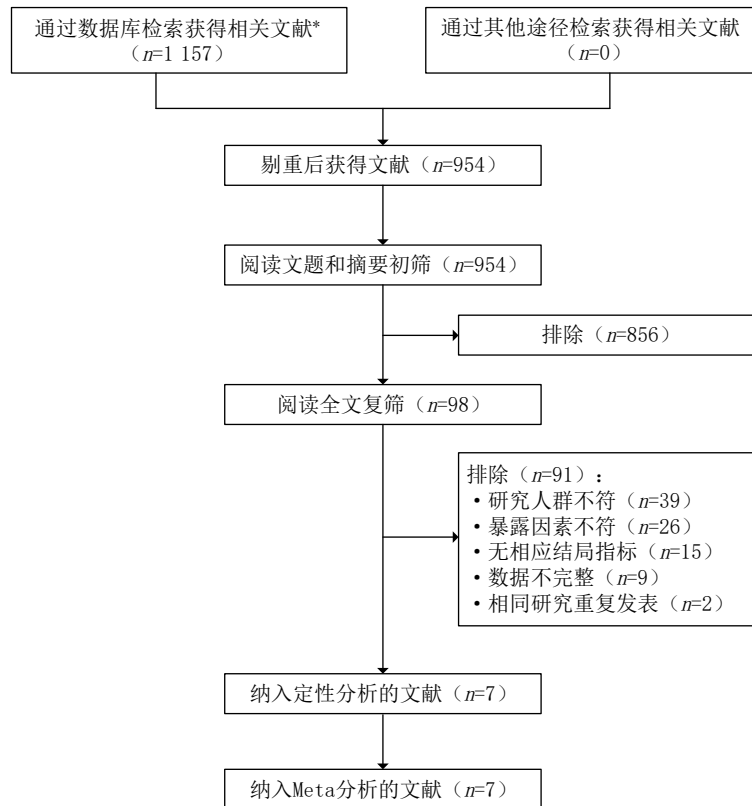 通过数据库检索获得相关文献*
（n=1 157）
通过其他途径检索获得相关文献
（n=0）
剔重后获得文献（n=954）
阅读文题和摘要初筛（n=954）
排除（n=856）
阅读全文复筛（n=98）
排除（n=91）：
·研究人群不符（n=39）
·暴露因素不符（n=26）
·无相应结局指标（n=15）
·数据不完整（n=9）
·相同研究重复发表（n=2）
纳入定性分析的文献（n=7）
纳入Meta分析的文献（n=7）